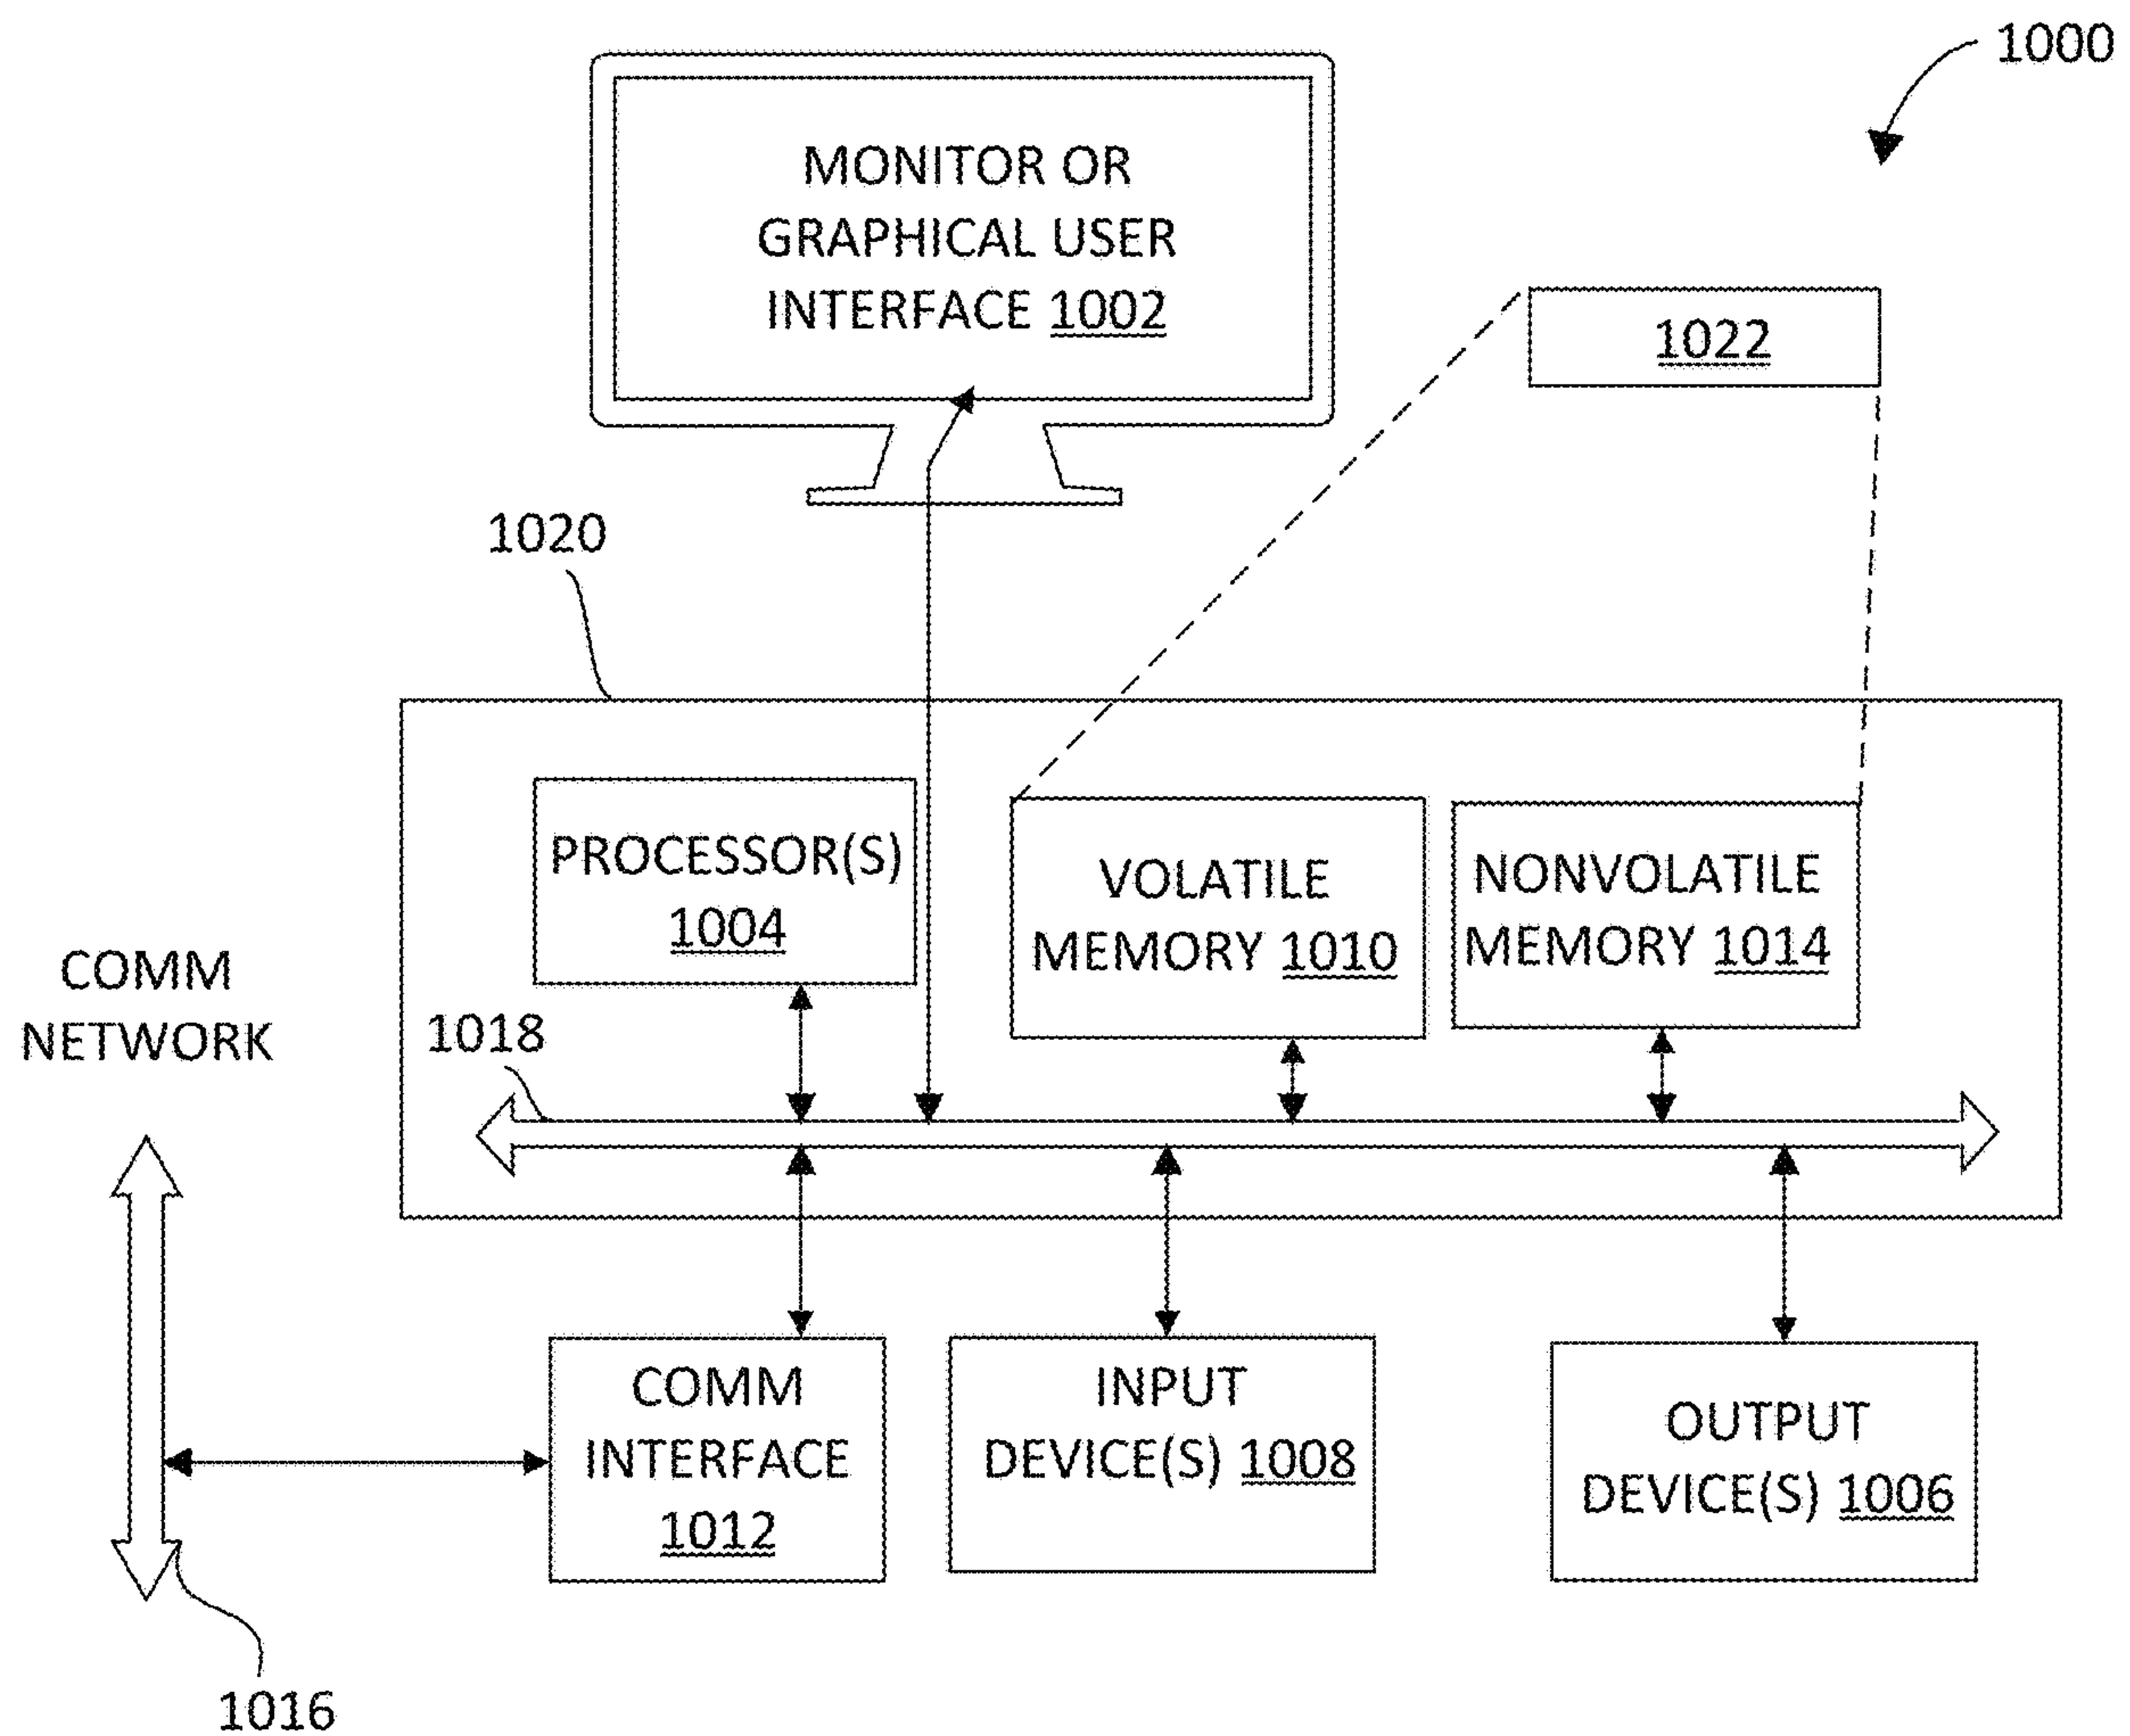 1000
MONITOR OR
GRAPHICAL USER
INTERFACE 1002
1022
1020
PROCESSOR(S)
1004
VOLATILE
MEMORY 1010
NONVOLATILE
MEMORY 1014
COMM
NETWORK
1018
COMM
INTERFACE
1012
INPUT
DEVICE(S) 1008
OUTPUT
DEVICE(S) 1006
1016